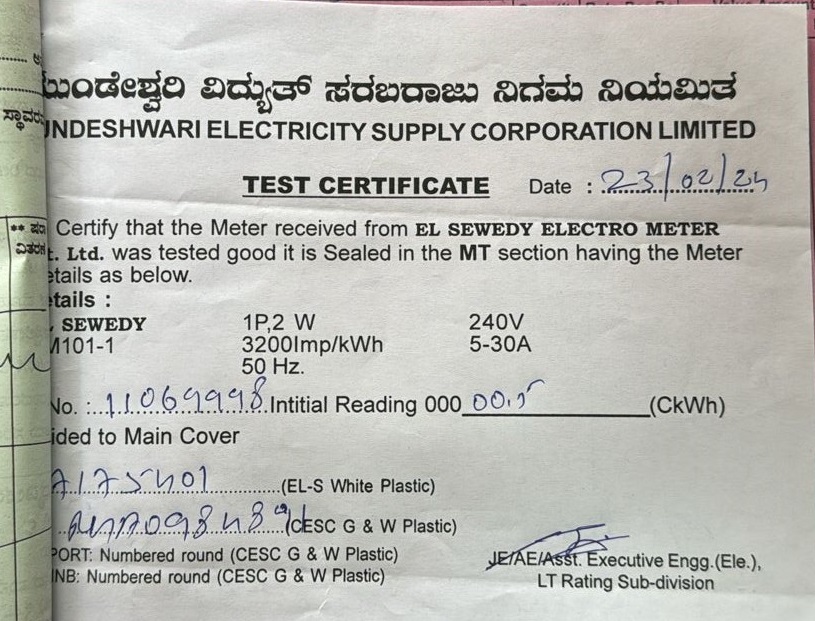 ಮುಂಡೇಶ್ವರಿ ವಿದ್ಯುತ್ ಸರಬರಾಜು ನಿಗಮ ನಿಯಮಿತ
UNDESHWARI ELECTRICITY SUPPLY CORPORATION LIMITED
TEST CERTIFICATE Date : 23/02/24
Certify that the Meter received from EL SEWEDY ELECTRO METER
t. Ltd. was tested good it is Sealed in the MT section having the Meter
etails as below.
etails :
SEWEDY 1P,2 W 240V
M101-1 3200Imp/kWh 5-30A
50 Hz.
No. : 11069998 Intitial Reading 000 00.5 (CkWh)
ided to Main Cover
(EL-S White Plastic)
(CESC G & W Plastic)
PORT: Numbered round (CESC G & W Plastic)
INB: Numbered round (CESC G & W Plastic)
JE/AE/Asst. Executive Engg.(Ele.),
LT Rating Sub-division